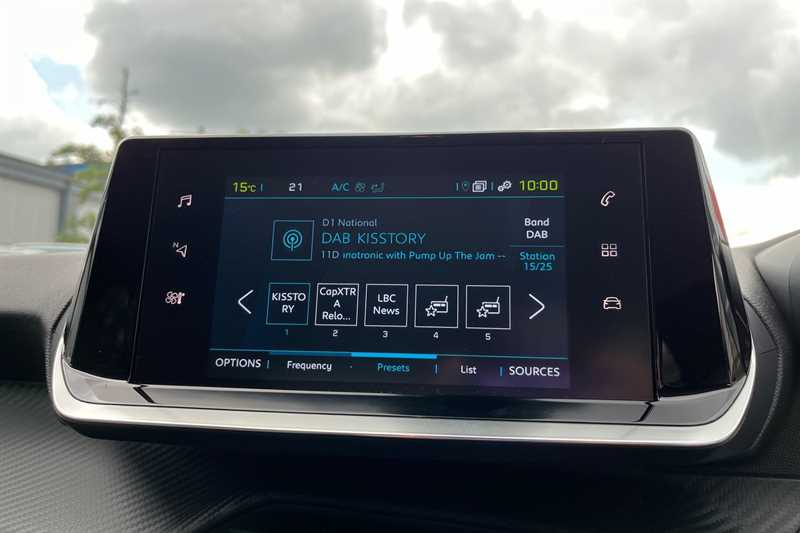 15°C 21 A/C 10:00
D1 National
DAB KISSTORY
11D inotronic with Pump Up The Jam --
Band
DAB
Station
15/25
N
KISSTO
RY
CapXTR
A
Relo...
LBC
News
1 2 3 4 5
OPTIONS Frequency Presets List SOURCES